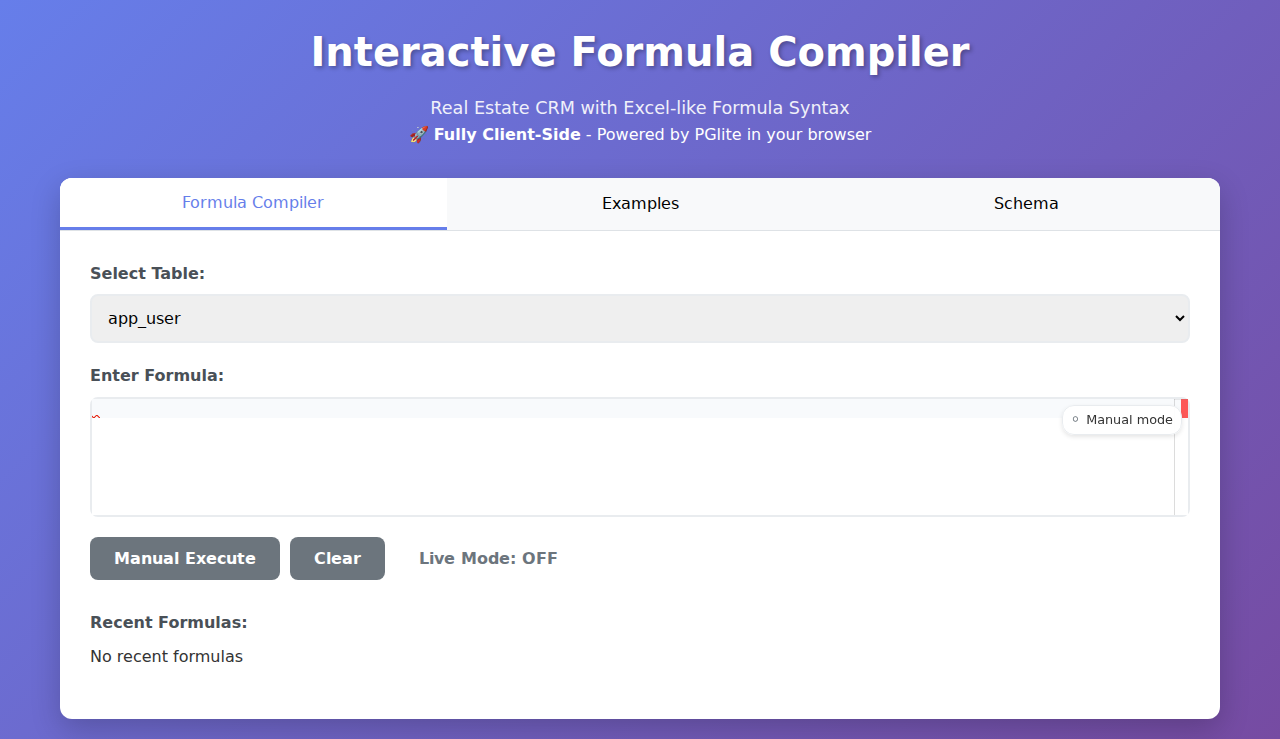 Interactive Formula Compiler
Real Estate CRM with Excel-like Formula Syntax
🚀 Fully Client-Side - Powered by PGlite in your browser
Formula Compiler
Examples
Schema
Select Table:
app_user
Enter Formula:
Manual mode
Manual Execute
Clear
Live Mode: OFF
Recent Formulas:
No recent formulas